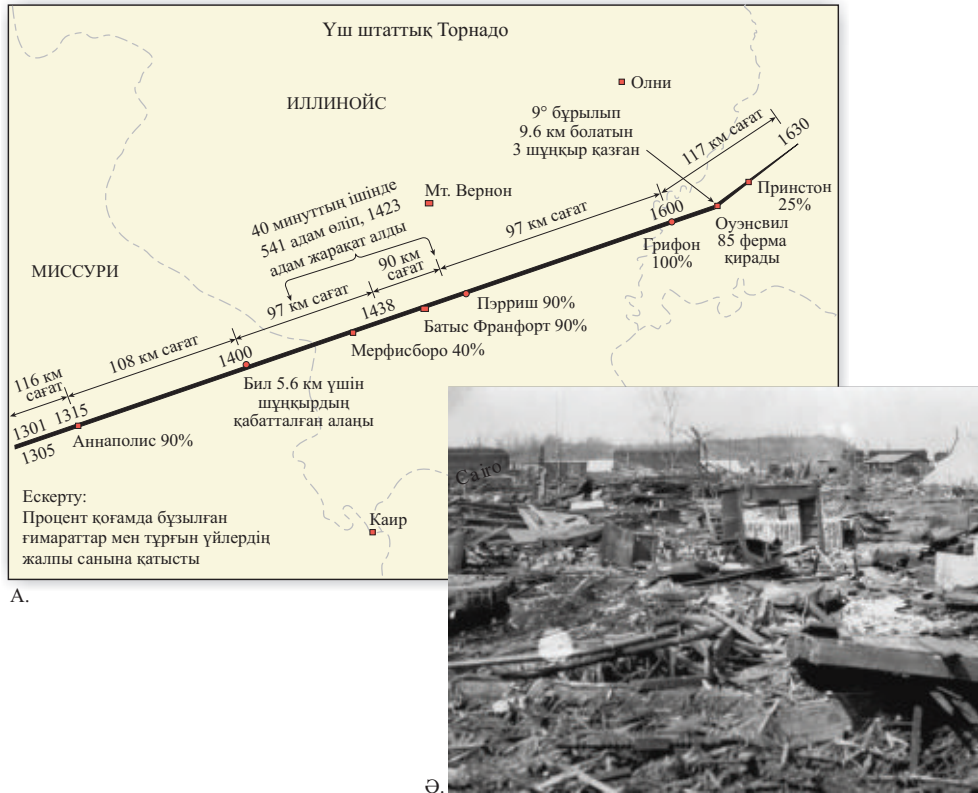 Үш штаттық Торнадо
Олни
ИЛЛИНОЙС
9° бұрылып
9.6 км болатын
3 шұңқыр қазған
117 км сағат
1630
Принстон
25%
Мт. Вернон
40 минуттың ішінде
541 адам өліп, 1423
адам жарақат алды
97 км сағат
1600
Оуэнсвил
85 ферма
қирады
Грифон
100%
МИССУРИ
90 км
сағат
97 км сағат
1438
Пэрриш 90%
Батыс Франфорт 90%
Мерфисборо 40%
108 км сағат
1400
Бил 5.6 км үшін
шұңқырдың
қабатталған алаңы
116 км
сағат
1301 1315
1305
Аннаполис 90%
Cairo
Ескерту:
Процент қоғамда бұзылған
ғимараттар мен тұрғын үйлердің
жалпы санына қатысты
Каир
А.
Ә.